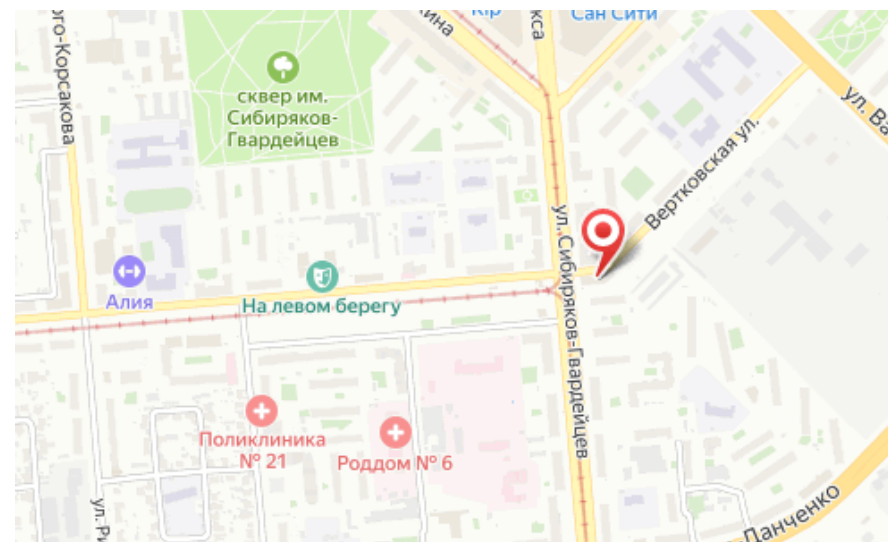 Сан Сити
сквер им.
Сибиряков-
Гвардейцев
Вертковская ул.
ул. Сибиряков-Гвардейцев
Алия
На левом берегу
Поликлиника
№ 21
Роддом № 6
Панченко